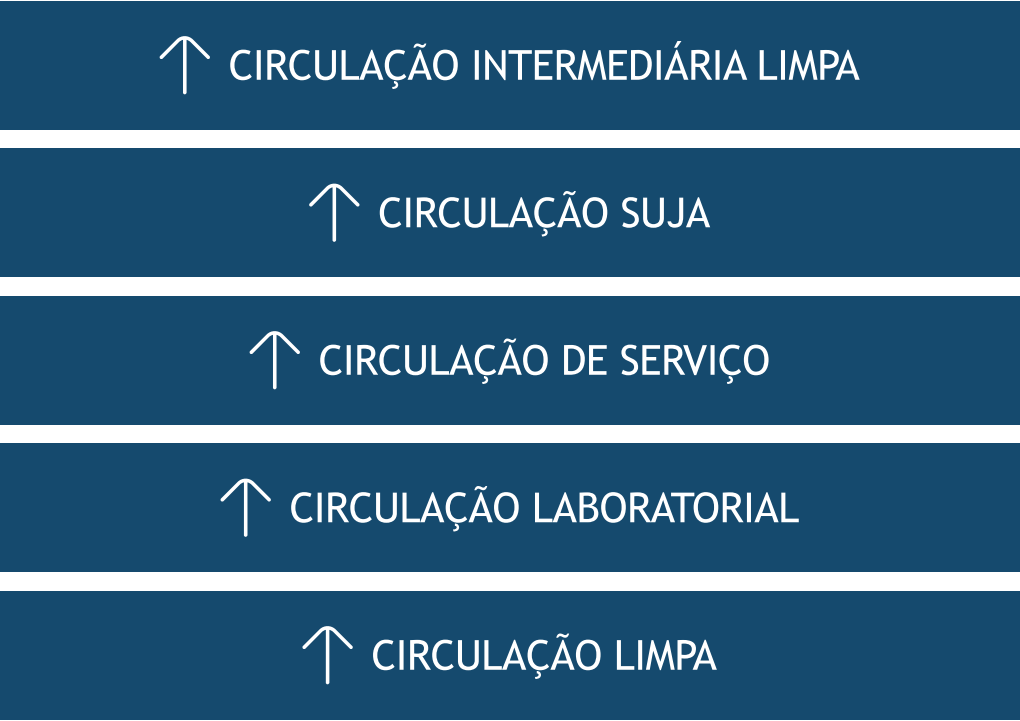 CIRCULAÇÃO INTERMEDIÁRIA LIMPA
CIRCULAÇÃO SUJA
CIRCULAÇÃO DE SERVIÇO
CIRCULAÇÃO LABORATORIAL
CIRCULAÇÃO LIMPA